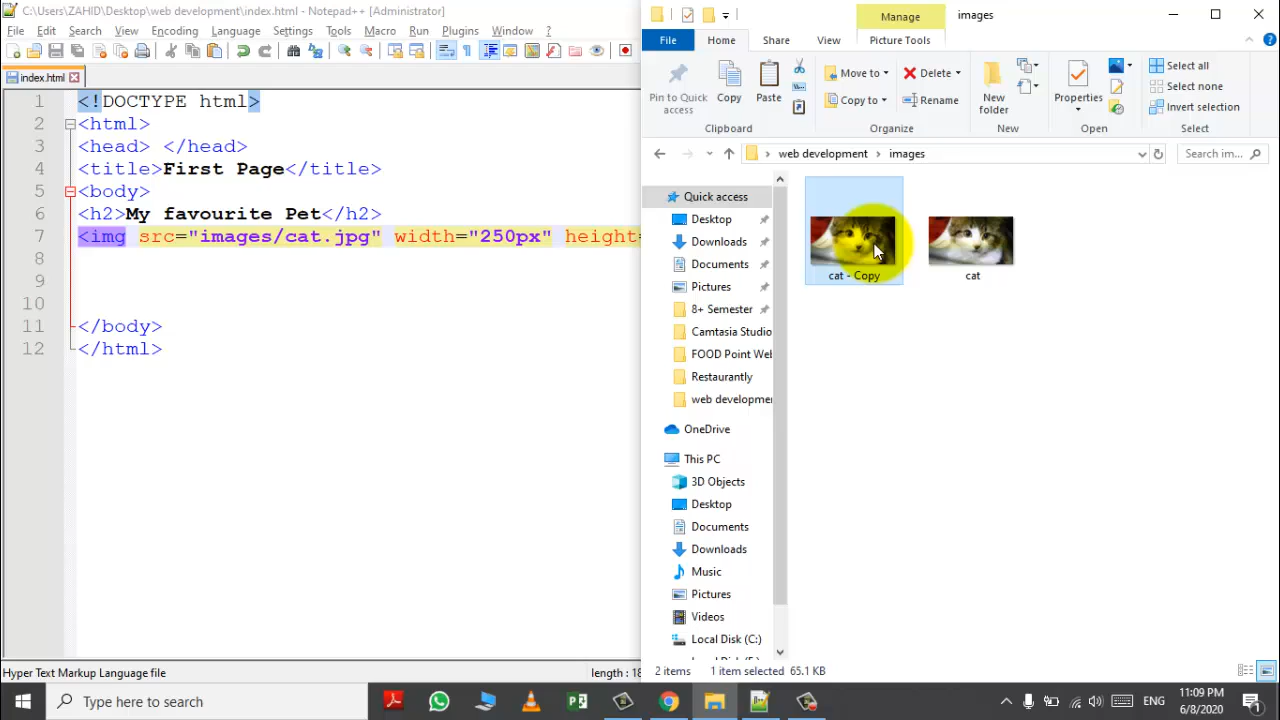 C:\Users\ZAHID\Desktop\web development\index.html - Notepad++ [Administrator]
File Edit Search View Encoding Language Settings Tools Macro Run Plugins Window ?
index.html
1 <!DOCTYPE html>
2 <html>
3 <head> </head>
4 <title>First Page</title>
5 <body>
6 <h2>My favourite Pet</h2>
7 <img src="images/cat.jpg" width="250px" height=
8
9
10
11 </body>
12 </html>
Hyper Text Markup Language file length : 18
Manage images
File Home Share View Picture Tools
Pin to Quick access
Copy
Paste
Move to
Copy to
Delete
Rename
New folder
Properties
Select all
Select none
Invert selection
Clipboard Organize New Open Select
web development images
Search im...
Quick access
Desktop
Downloads
Documents
Pictures
8+ Semester
Camtasia Studio
FOOD Point Web
Restaurantly
web developmen
OneDrive
This PC
3D Objects
Desktop
Documents
Downloads
Music
Pictures
Videos
Local Disk (C:)
cat - Copy cat
2 items 1 item selected 65.1 KB
Type here to search
ENG
11:09 PM
6/8/2020